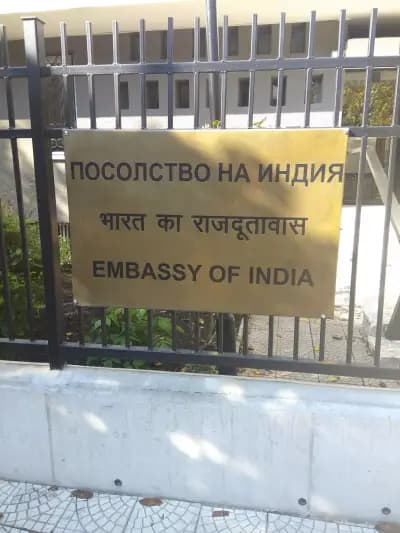 ПОСОЛСТВО НА ИНДИЯ
भारत का राजदूतावास
EMBASSY OF INDIA